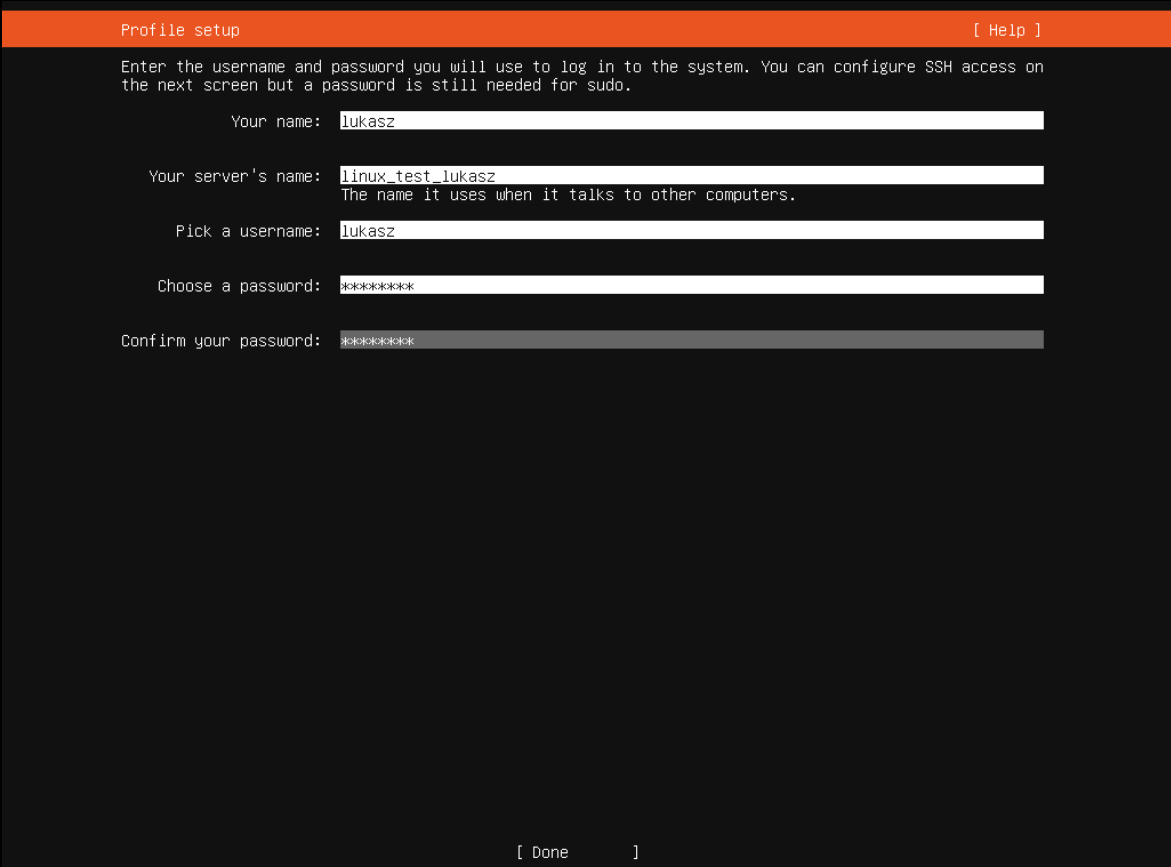 Profile setup [ Help ]
Enter the username and password you will use to log in to the system. You can configure SSH access on
the next screen but a password is still needed for sudo.
Your name: lukasz
Your server's name: linux_test_lukasz
The name it uses when it talks to other computers.
Pick a username: lukasz
Choose a password: ********
Confirm your password: ********
[ Done ]